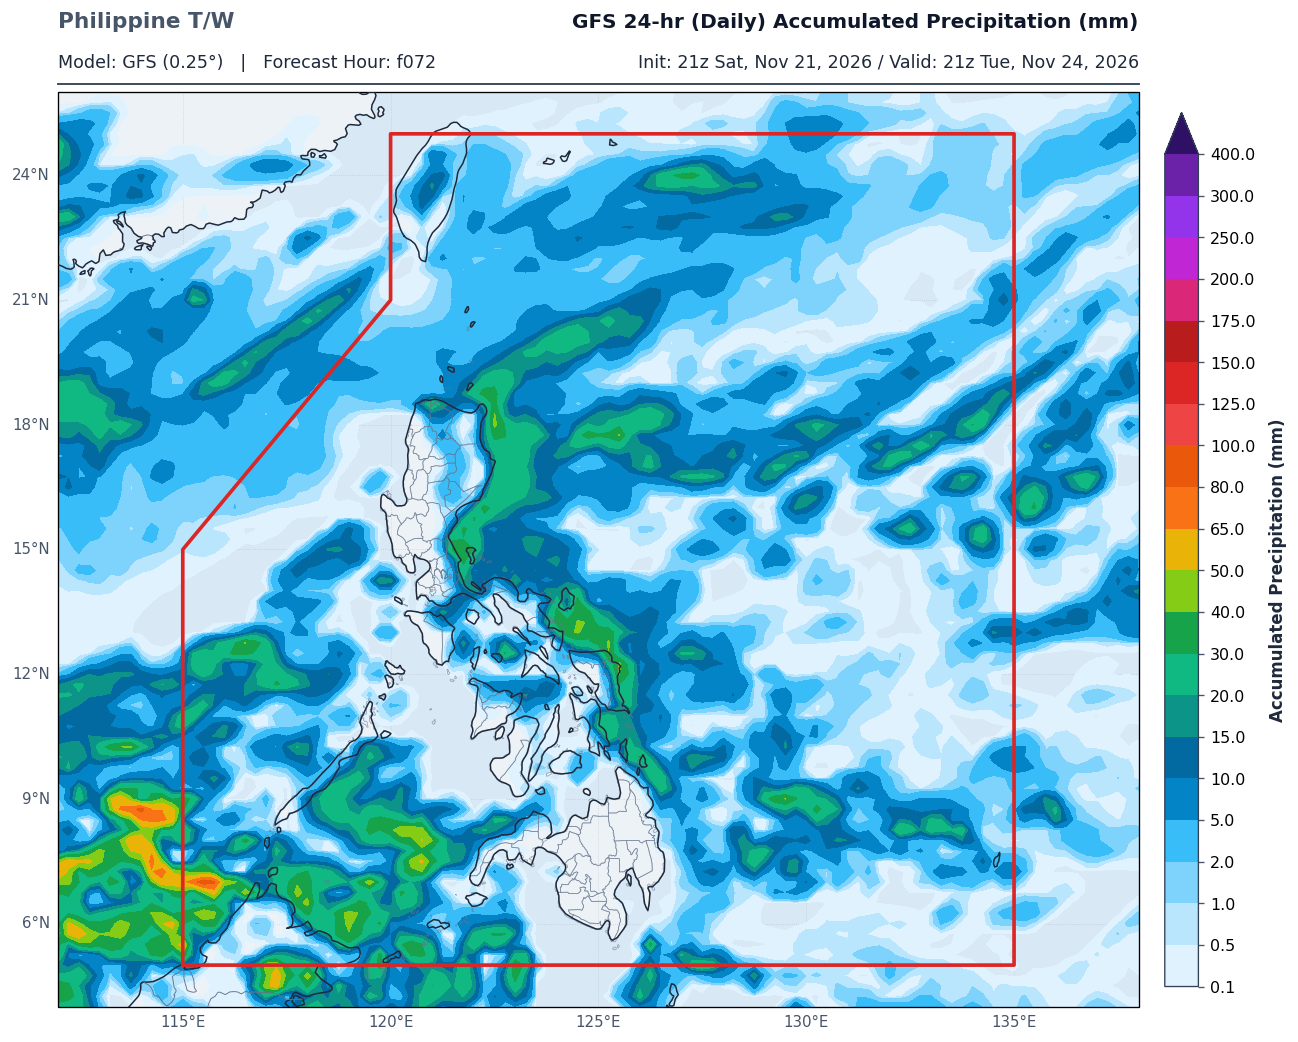 Philippine T/W
GFS 24-hr (Daily) Accumulated Precipitation (mm)
Model: GFS (0.25°)   |   Forecast Hour: f072
Init: 21z Sat, Nov 21, 2026 / Valid: 21z Tue, Nov 24, 2026
24°N
21°N
18°N
15°N
12°N
9°N
6°N
115°E
120°E
125°E
130°E
135°E
400.0
300.0
250.0
200.0
175.0
150.0
125.0
100.0
80.0
65.0
50.0
40.0
30.0
20.0
15.0
10.0
5.0
2.0
1.0
0.5
0.1
Accumulated Precipitation (mm)